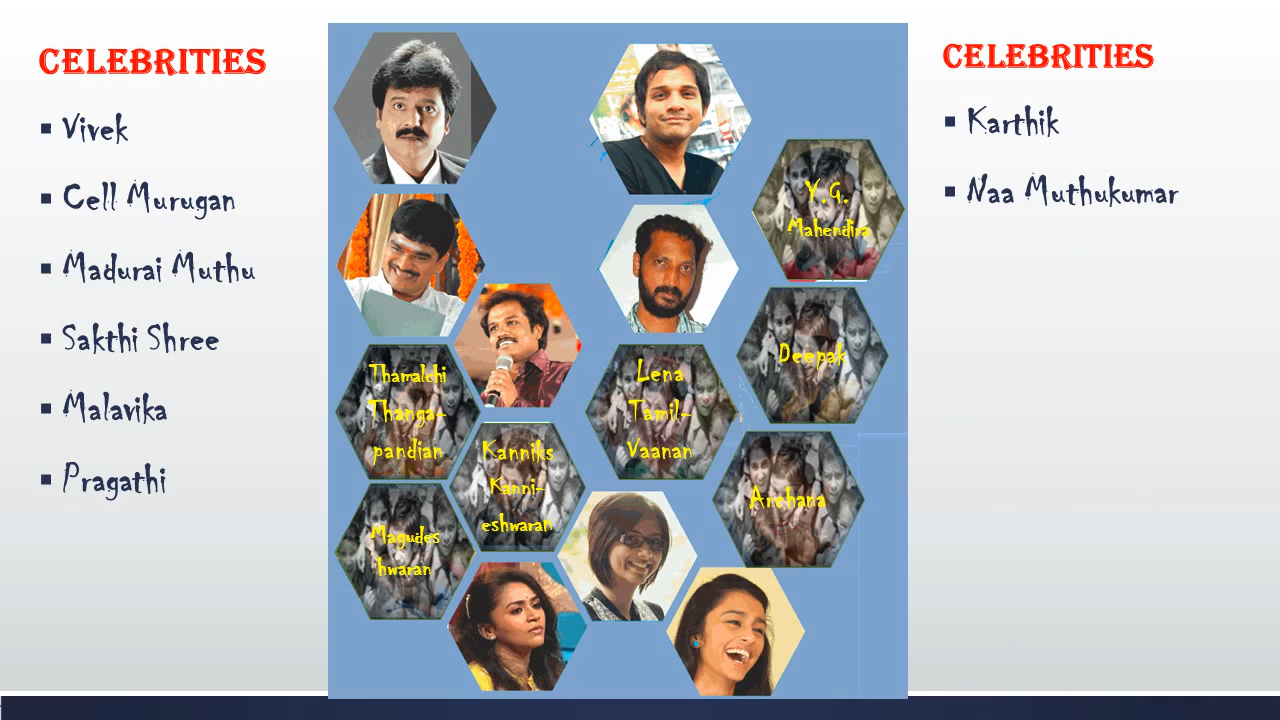 CELEBRITIES
Vivek
Cell Murugan
Madurai Muthu
Sakthi Shree
Malavika
Pragathi
Y.G.
Mahendira
Deepak
Lena
Tamil-
Vaanan
Archana
Thamalchi
Thanga-
pandian
Kanniks
Kanni-
eshwaran
Magudes
hwaran
CELEBRITIES
Karthik
Naa Muthukumar